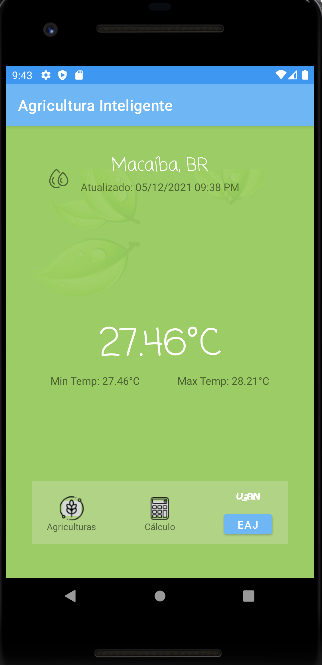 9:43
Agricultura Inteligente
Macaíba, BR
Atualizado: 05/12/2021 09:38 PM
27.46°C
Min Temp: 27.46°C Max Temp: 28.21°C
UFRN
Agriculturas Cálculo EAJ